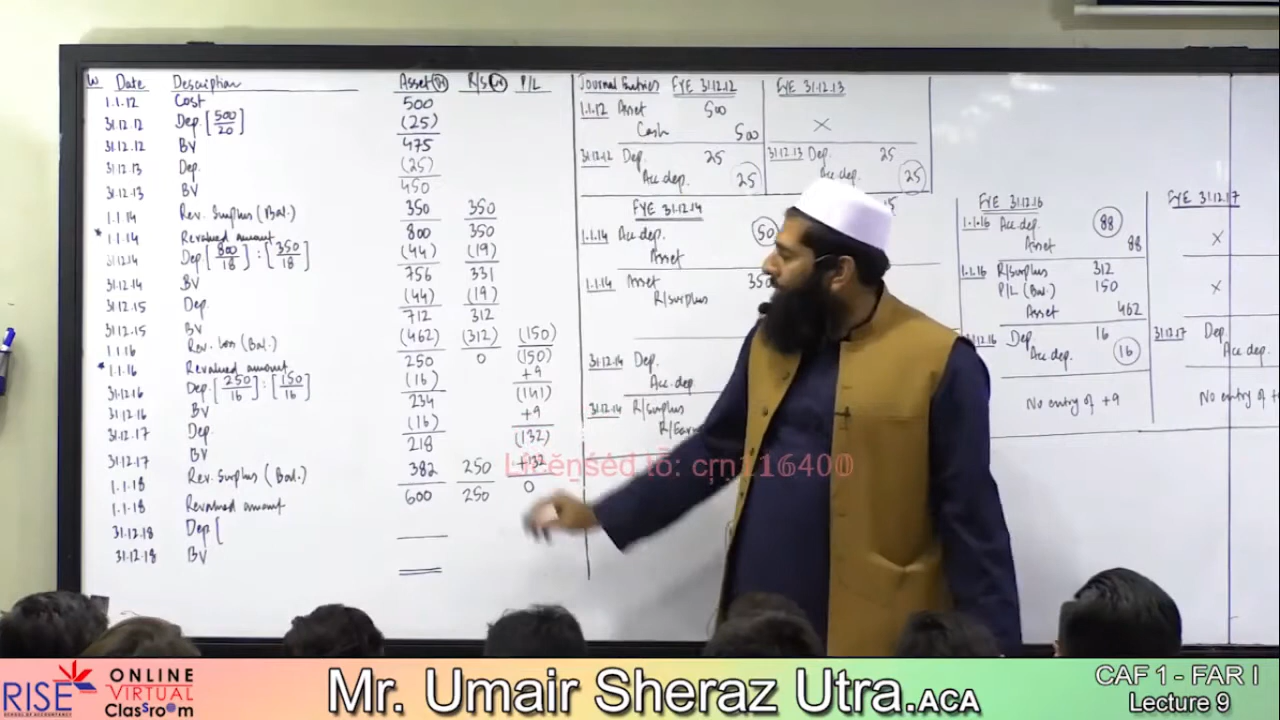 W Date Description Asset(Dr) R/S(Cr) P/L
1.1.12 Cost 500
31.12.12 Dep [500/20] (25)
31.12.12 BV 475
31.12.13 Dep. (25)
31.12.13 BV 450
1.1.14 Rev. Surplus (Bal.) 350 350
* 1.1.14 Revalued amount 800 350
31.12.14 Dep [800/18] : [350/18] (44) (19)
31.12.14 BV 756 331
31.12.15 Dep. (44) (19)
31.12.15 BV 712 312
1.1.16 Rev. loss (Bal.) (462) (312) (150)
* 1.1.16 Revalued amount 250 0 (150)
31.12.16 Dep [250/16] : [150/16] (16) +9
31.12.16 BV 234 (141)
31.12.17 Dep. (16) +9
31.12.17 BV 218 (132)
1.1.18 Rev. Surplus (Bal.) 382 250 +132
1.1.18 Revalued amount 600 250 0
31.12.18 Dep [
31.12.18 BV
Journal Entries FYE 31.12.12 FYE 31.12.13
1.1.12 Asset 500
Cash 500 X
31.12.12 Dep. 25 31.12.13 Dep. 25
Acc.dep. 25 Acc.dep. 25
FYE 31.12.14
1.1.14 Acc.dep. 50
Asset
1.1.14 Asset 350
R/Surplus
31.12.14 Dep.
Acc.dep.
31.12.14 R/Surplus
FYE 31.12.16 FYE 31.12.17
1.1.16 Acc.dep. 88
Asset 88 X
1.1.16 R/Surplus 312
P/L (Bal.) 150 X
Asset 462
Dep 16 31.12.17 Dep
Acc dep. 16 Acc dep.
No entry of +9 No entry of +
Licensed to: crn116400
RISE
SCHOOL OF ACCOUNTANCY
ONLINE
VIRTUAL
Classroom
Mr. Umair Sheraz Utra.ACA
CAF 1 - FAR I
Lecture 9